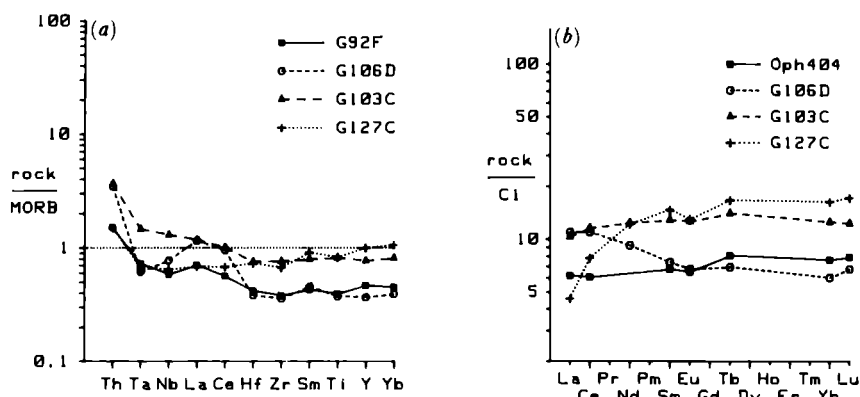 (a)
100
10
1
0.1
rock
MORB
G92F
G106D
G103C
G127C
Th Ta Nb La Ce Hf Zr Sm Ti Y Yb
(b)
100
10
5
rock
Ci
Oph404
G106D
G103C
G127C
La Pr Pm Eu Tb Ho Tm Lu
Ce Nd Sm Gd Dy Er Yb